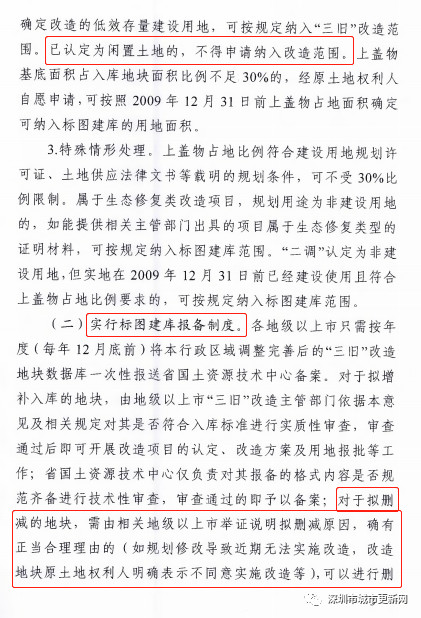 确定改造的低效存量建设用地，可按规定纳入“三旧”改造范
围。已认定为闲置土地的，不得申请纳入改造范围。上盖物
基底面积占入库地块面积比例不足 30%的，经原土地权利人
自愿申请，可按照 2009 年 12 月 31 日前上盖物占地面积确定
可纳入标图建库的用地面积。
3.特殊情形处理。上盖物占地比例符合建设用地规划许
可证、土地供应法律文书等载明的规划条件，可不受 30%比
例限制。属于生态修复类改造项目，规划用途为非建设用地
的，如能提供相关主管部门出具的项目属于生态修复类型的
证明材料，可按规定纳入标图建库范围。“二调”认定为非建
设用地，但实地在 2009 年 12 月 31 日前已经建设使用且符合
上盖物占地比例要求的，可按规定纳入标图建库范围。
（二）实行标图建库报备制度。各地级以上市只需按年
度（每年 12 月底前）将本行政区域调整完善后的“三旧”改造
地块数据库一次性报送省国土资源技术中心备案。对于拟增
补入库的地块，由地级以上市“三旧”改造主管部门依据本意
见及相关规定对其是否符合入库标准进行实质性审查，审查
通过后即可开展改造项目的认定、改造方案及用地报批等工
作；省国土资源技术中心仅负责对其报备的格式内容是否规
范齐备进行技术性审查，审查通过的即予以备案；对于拟删
减的地块，需由相关地级以上市举证说明拟删减原因，确有
正当合理理由的（如规划修改导致近期无法实施改造，改造
地块原土地权利人明确表示不同意实施改造等），可以进行删
深圳市城市更新网